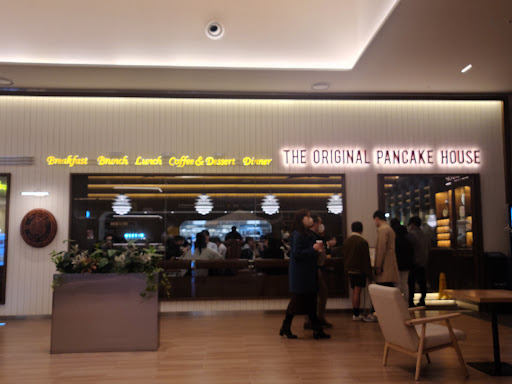 Breakfast Brunch Lunch Coffee & Dessert Dinner THE ORIGINAL PANCAKE HOUSE